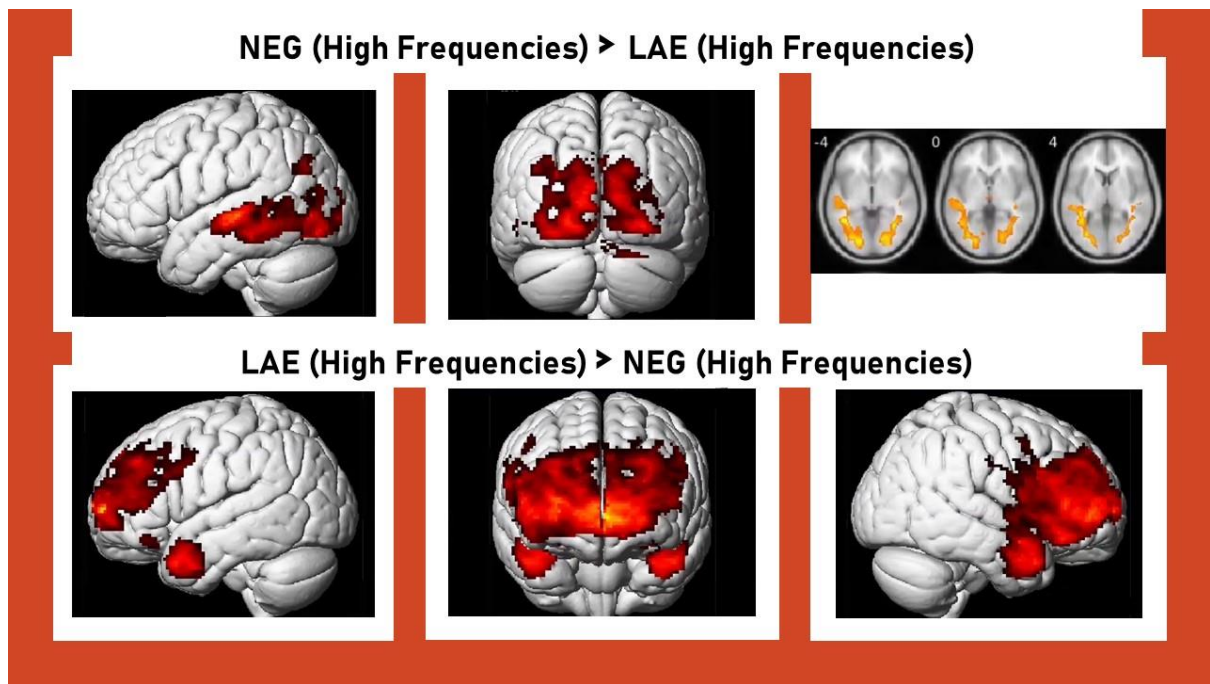 NEG (High Frequencies) > LAE (High Frequencies)
-4 0 4
LAE (High Frequencies) > NEG (High Frequencies)